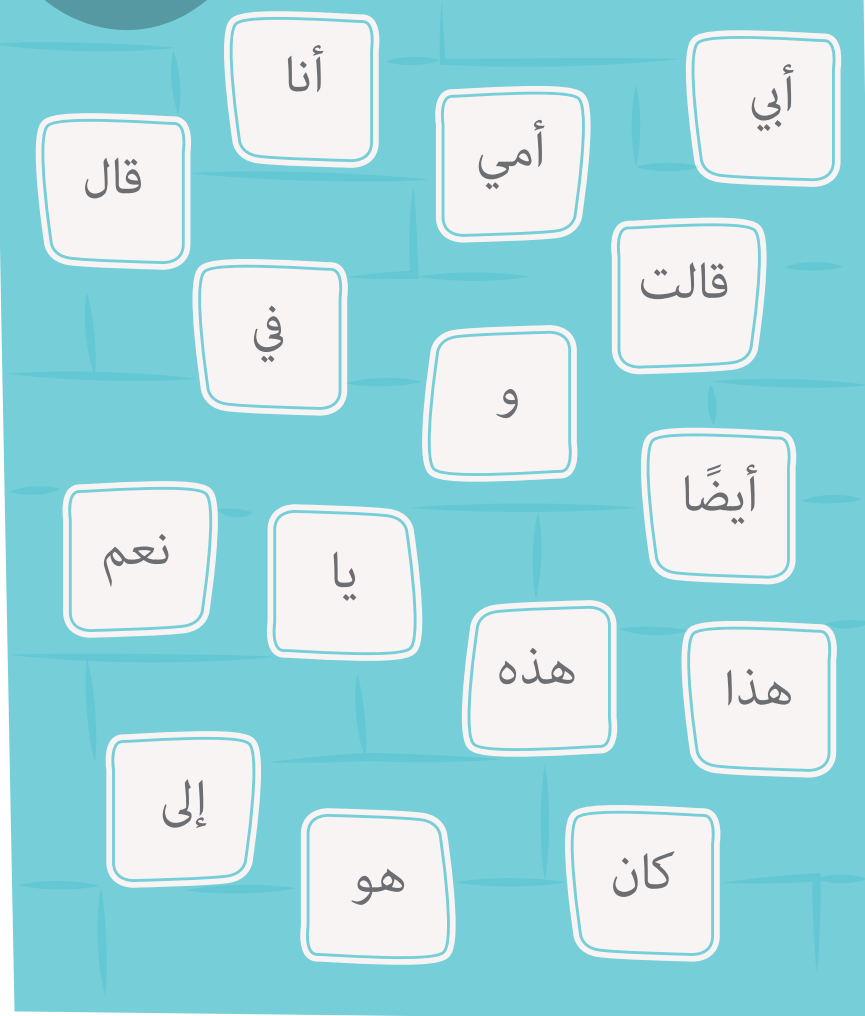 أنا
أبي
أمي
قال
قالت
في
و
أيضًا
نعم
يا
هذه
هذا
إلى
هو
كان